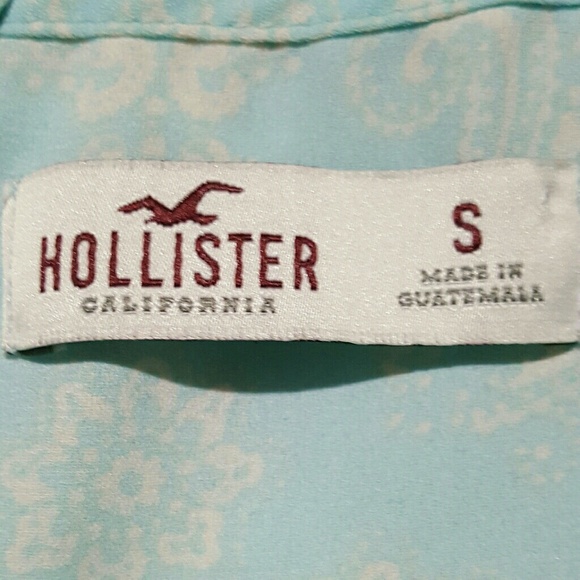 HOLLISTER
CALIFORNIA
S
MADE IN
GUATEMALA